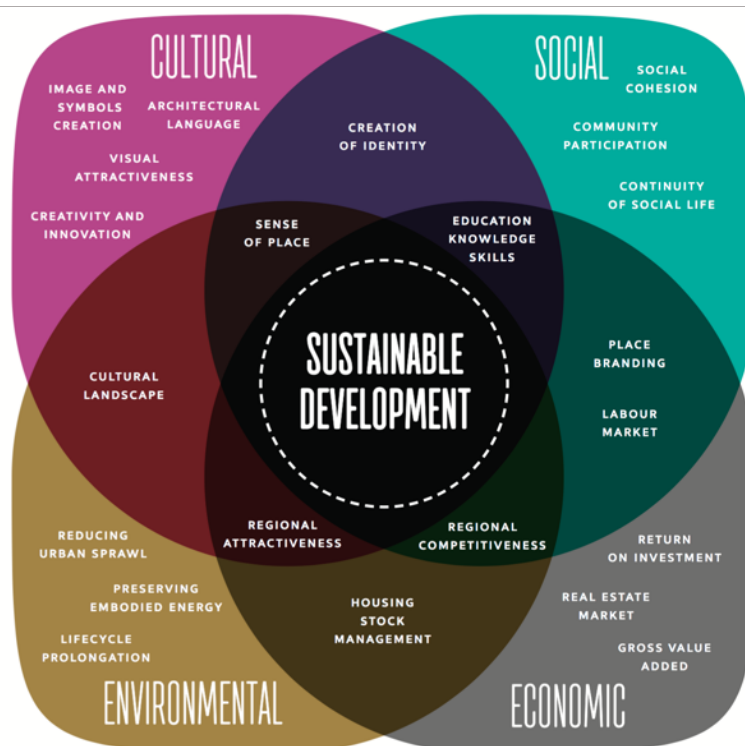 CULTURAL
IMAGE AND
SYMBOLS
CREATION
ARCHITECTURAL
LANGUAGE
VISUAL
ATTRACTIVENESS
CREATIVITY AND
INNOVATION
CREATION
OF IDENTITY
SOCIAL
SOCIAL
COHESION
COMMUNITY
PARTICIPATION
CONTINUITY
OF SOCIAL LIFE
SENSE
OF PLACE
EDUCATION
KNOWLEDGE
SKILLS
CULTURAL
LANDSCAPE
SUSTAINABLE
DEVELOPMENT
PLACE
BRANDING
LABOUR
MARKET
REGIONAL
ATTRACTIVENESS
REGIONAL
COMPETITIVENESS
REDUCING
URBAN SPRAWL
PRESERVING
EMBODIED ENERGY
LIFECYCLE
PROLONGATION
ENVIRONMENTAL
HOUSING
STOCK
MANAGEMENT
RETURN
ON INVESTMENT
REAL ESTATE
MARKET
GROSS VALUE
ADDED
ECONOMIC